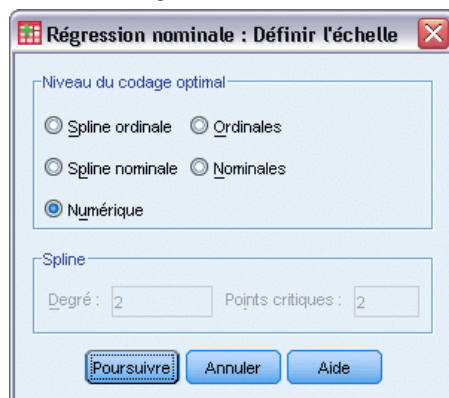 Régression nominale : Définir l'échelle
Niveau du codage optimal
Spline ordinale Ordinales
Spline nominale Nominales
Numérique
Spline
Degré : 2 Points critiques : 2
Poursuivre Annuler Aide